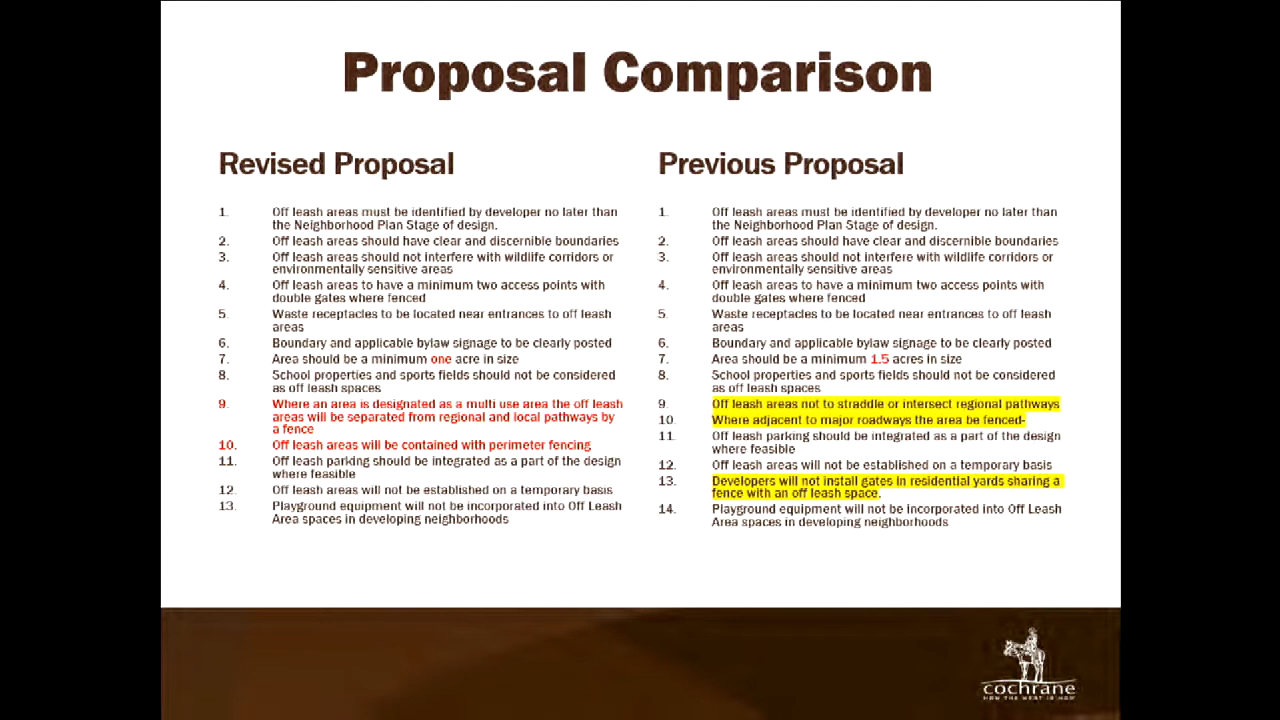 Proposal Comparison
Revised Proposal
1. Off leash areas must be identified by developer no later than
the Neighborhood Plan Stage of design.
2. Off leash areas should have clear and discernible boundaries
3. Off leash areas should not interfere with wildlife corridors or
environmentally sensitive areas
4. Off leash areas to have a minimum two access points with
double gates where fenced
5. Waste receptacles to be located near entrances to off leash
areas
6. Boundary and applicable bylaw signage to be clearly posted
7. Area should be a minimum one acre in size
8. School properties and sports fields should not be considered
as off leash spaces
9. Where an area is designated as a multi use area the off leash
areas will be separated from regional and local pathways by
a fence
10. Off leash areas will be contained with perimeter fencing
11. Off leash parking should be integrated as a part of the design
where feasible
12. Off leash areas will not be established on a temporary basis
13. Playground equipment will not be incorporated into Off Leash
Area spaces in developing neighborhoods
Previous Proposal
1. Off leash areas must be identified by developer no later than
the Neighborhood Plan Stage of design.
2. Off leash areas should have clear and discernible boundaries
3. Off leash areas should not interfere with wildlife corridors or
environmentally sensitive areas
4. Off leash areas to have a minimum two access points with
double gates where fenced
5. Waste receptacles to be located near entrances to off leash
areas
6. Boundary and applicable bylaw signage to be clearly posted
7. Area should be a minimum 1.5 acres in size
8. School properties and sports fields should not be considered
as off leash spaces
9. Off leash areas not to straddle or intersect regional pathways
10. Where adjacent to major roadways the area be fenced-
11. Off leash parking should be integrated as a part of the design
where feasible
12. Off leash areas will not be established on a temporary basis
13. Developers will not install gates in residential yards sharing a
fence with an off leash space.
14. Playground equipment will not be incorporated into Off Leash
Area spaces in developing neighborhoods
cochrane
HOW THE WEST IS NOW